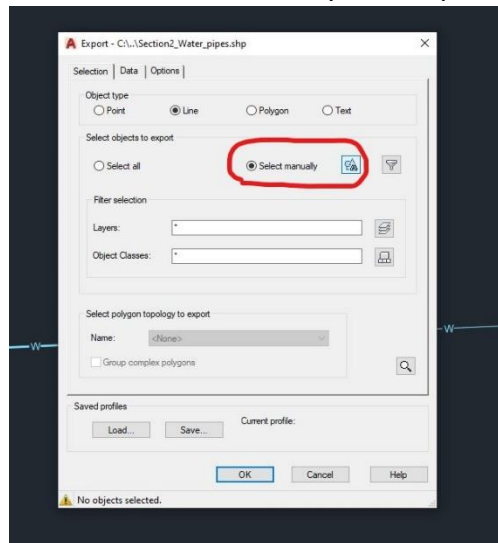 Export - C:\..\Section2_Water_pipes.shp
Selection Data Options
Object type
Point Line Polygon Text
Select objects to export
Select all Select manually
Filter selection
Layers: *
Object Classes: *
Select polygon topology to export
Name: <None>
Group complex polygons
W W
Saved profiles
Load... Save... Current profile:
OK Cancel Help
No objects selected.